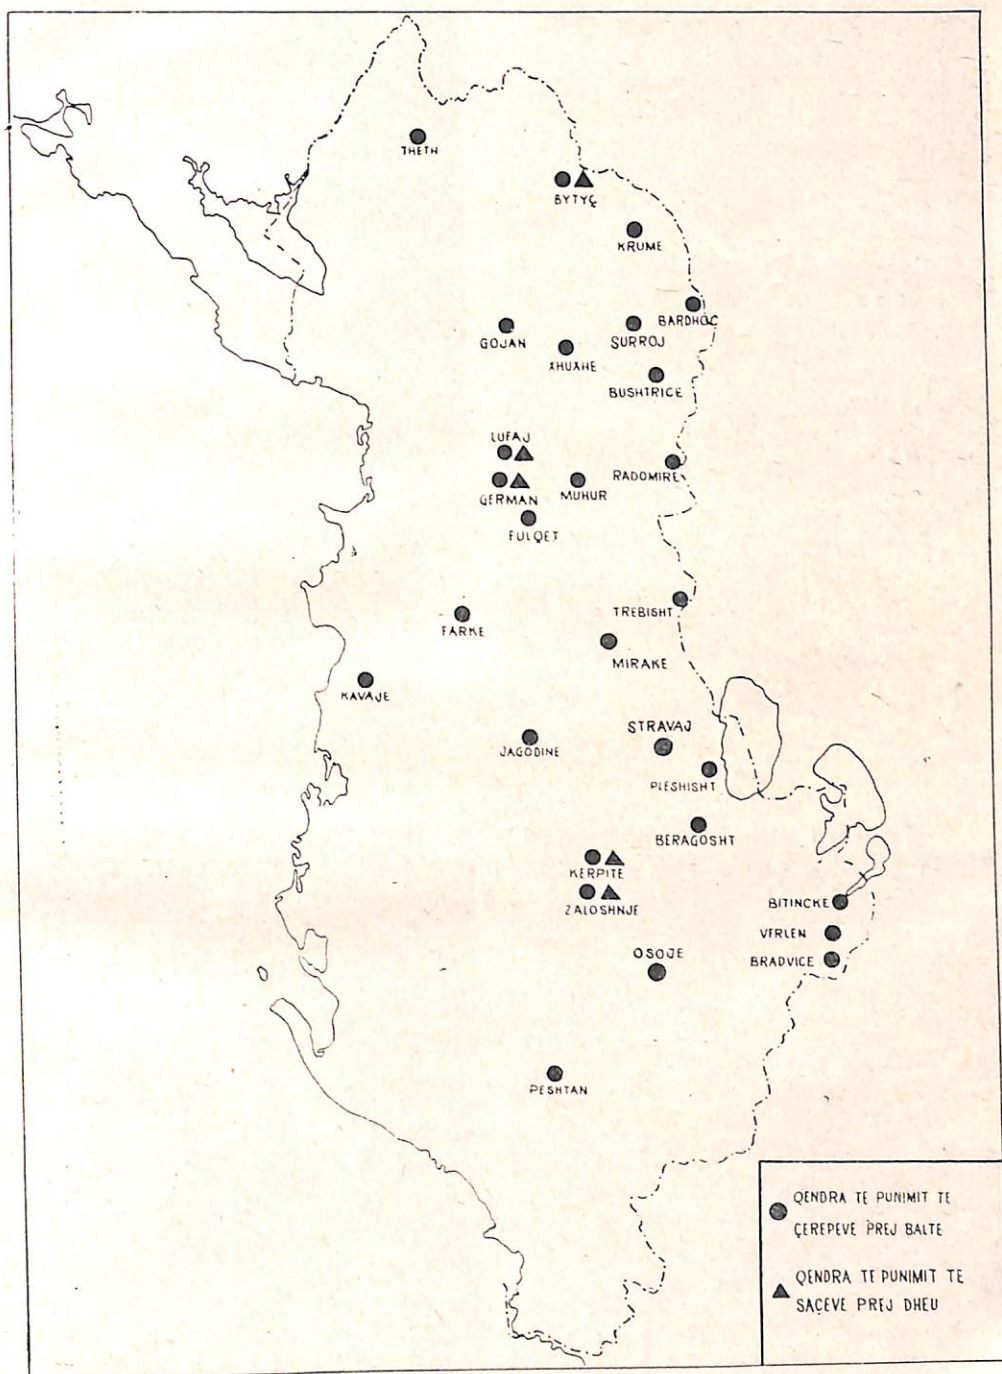 THETH
BYTYÇ
KRUME
BARDHOC
GOJAN
SURROJ
XHUXHE
BUSHTRICE
LUFAJ
RADOMIRE
GERMAN
MUHUR
FULQET
TREBISHT
FARKE
MIRAKE
KAVAJE
STRAVAJ
JAGODINE
PLESHISHT
BERAGOSHT
KERPITE
BITINCKE
ZALOSHNJE
VERLEN
OSOJE
BRADVICE
PESHTAN
QENDRA TE PUNIMIT TE
ÇEREPEVE PREJ BALTE
QENDRA TE PUNIMIT TE
SAÇEVE PREJ DHEU